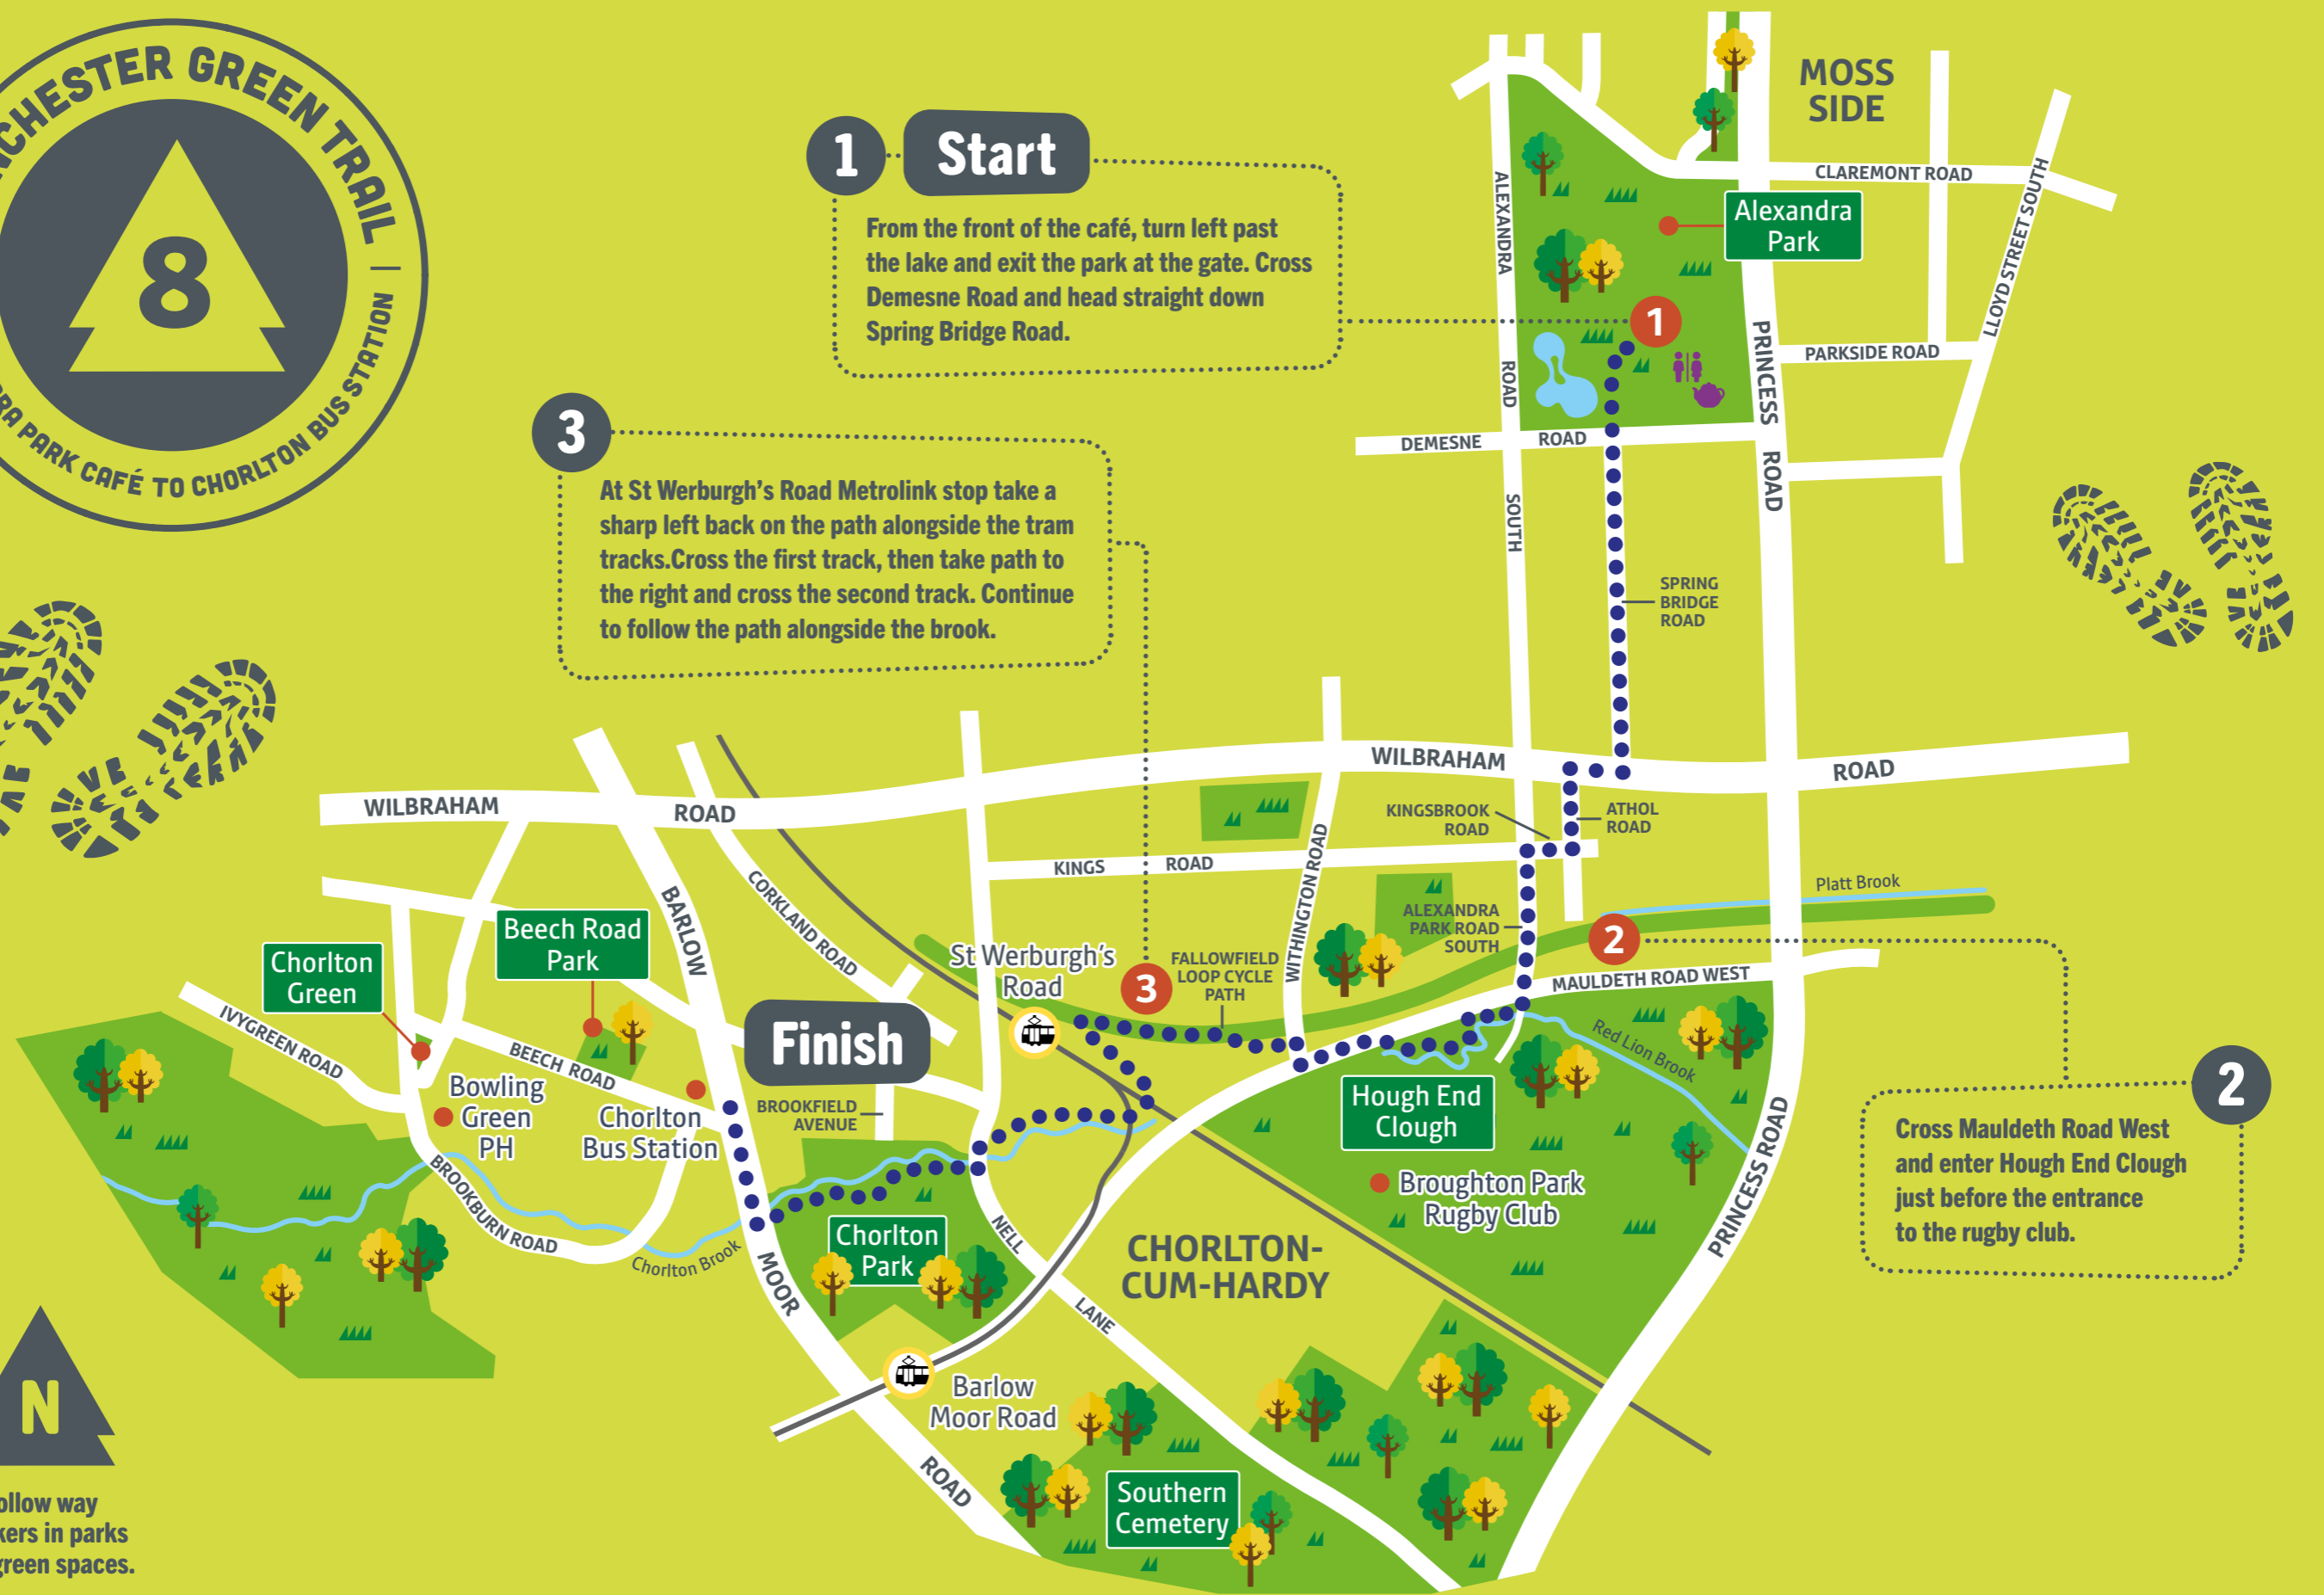 CHESTER GREEN TRAIL |
8
RA PARK CAFÉ TO CHORLTON BUS STATION
1
Start
From the front of the café, turn left past
the lake and exit the park at the gate. Cross
Demesne Road and head straight down
Spring Bridge Road.
3
At St Werburgh's Road Metrolink stop take a
sharp left back on the path alongside the tram
tracks.Cross the first track, then take path to
the right and cross the second track. Continue
to follow the path alongside the brook.
MOSS
SIDE
CLAREMONT ROAD
Alexandra
Park
LLOYD STREET SOUTH
PARKSIDE ROAD
1
ALEXANDRA
ROAD
SOUTH
PRINCESS
ROAD
DEMESNE
ROAD
SPRING
BRIDGE
ROAD
WILBRAHAM
ROAD
WILBRAHAM
ROAD
KINGSBROOK
ROAD
ATHOL
ROAD
KINGS
ROAD
WITHINGTON ROAD
BARLOW
CORKLAND ROAD
Platt Brook
ALEXANDRA
PARK ROAD
SOUTH
2
MAULDETH ROAD WEST
Beech Road
Park
Chorlton
Green
St Werburgh's
Road
3
FALLOWFIELD
LOOP CYCLE
PATH
IVYGREEN ROAD
BEECH ROAD
Finish
Red Lion Brook
Bowling
Green
PH
Chorlton
Bus Station
BROOKFIELD
AVENUE
Hough End
Clough
2
Cross Mauldeth Road West
and enter Hough End Clough
just before the entrance
to the rugby club.
Broughton Park
Rugby Club
PRINCESS ROAD
BROOKBURN ROAD
Chorlton Brook
MOOR
Chorlton
Park
NELL
LANE
CHORLTON-
CUM-HARDY
Barlow
Moor Road
ROAD
Southern
Cemetery
N
ollow way
kers in parks
green spaces.